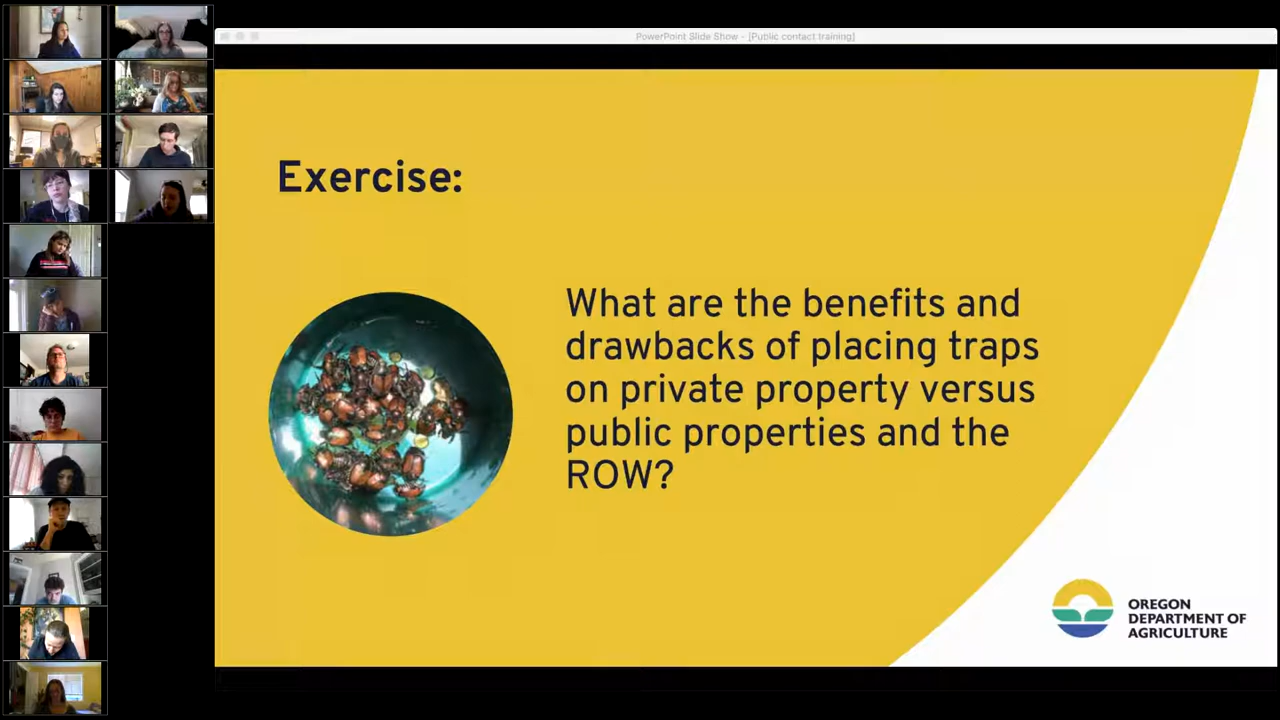 PowerPoint Slide Show - [Public contact training]
Exercise:
What are the benefits and
drawbacks of placing traps
on private property versus
public properties and the
ROW?
OREGON
DEPARTMENT OF
AGRICULTURE